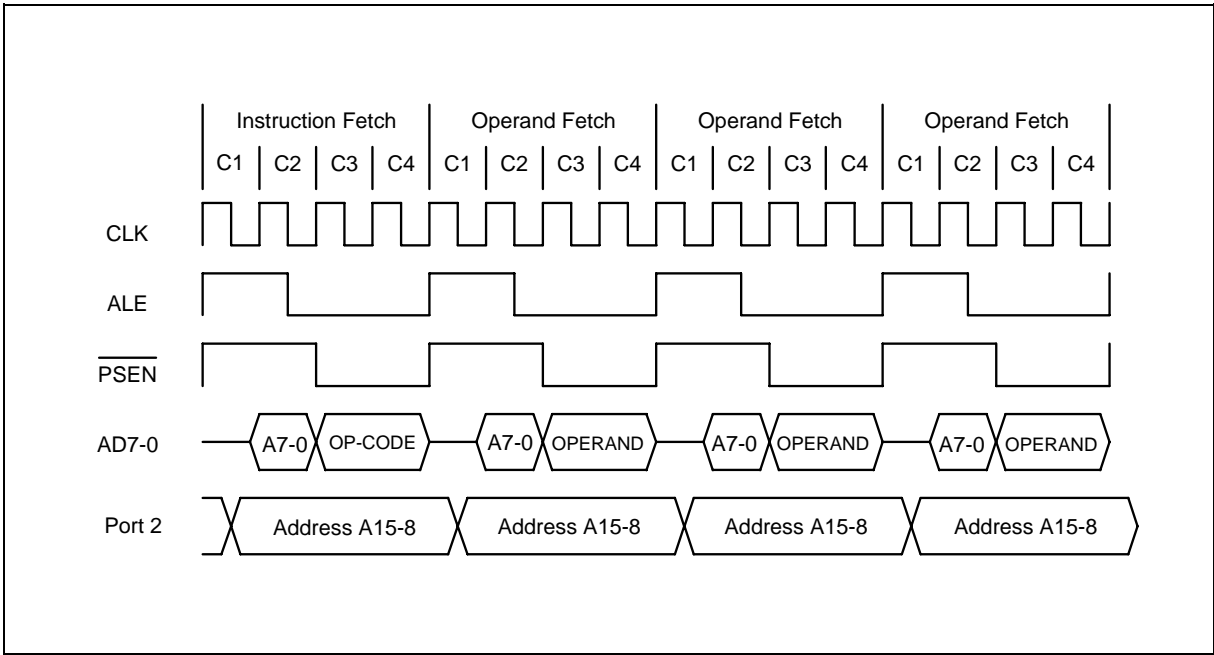 Instruction Fetch Operand Fetch Operand Fetch Operand Fetch
C1 C2 C3 C4 C1 C2 C3 C4 C1 C2 C3 C4 C1 C2 C3 C4
CLK
ALE
PSEN
AD7-0 A7-0 OP-CODE A7-0 OPERAND A7-0 OPERAND A7-0 OPERAND
Port 2 Address A15-8 Address A15-8 Address A15-8 Address A15-8